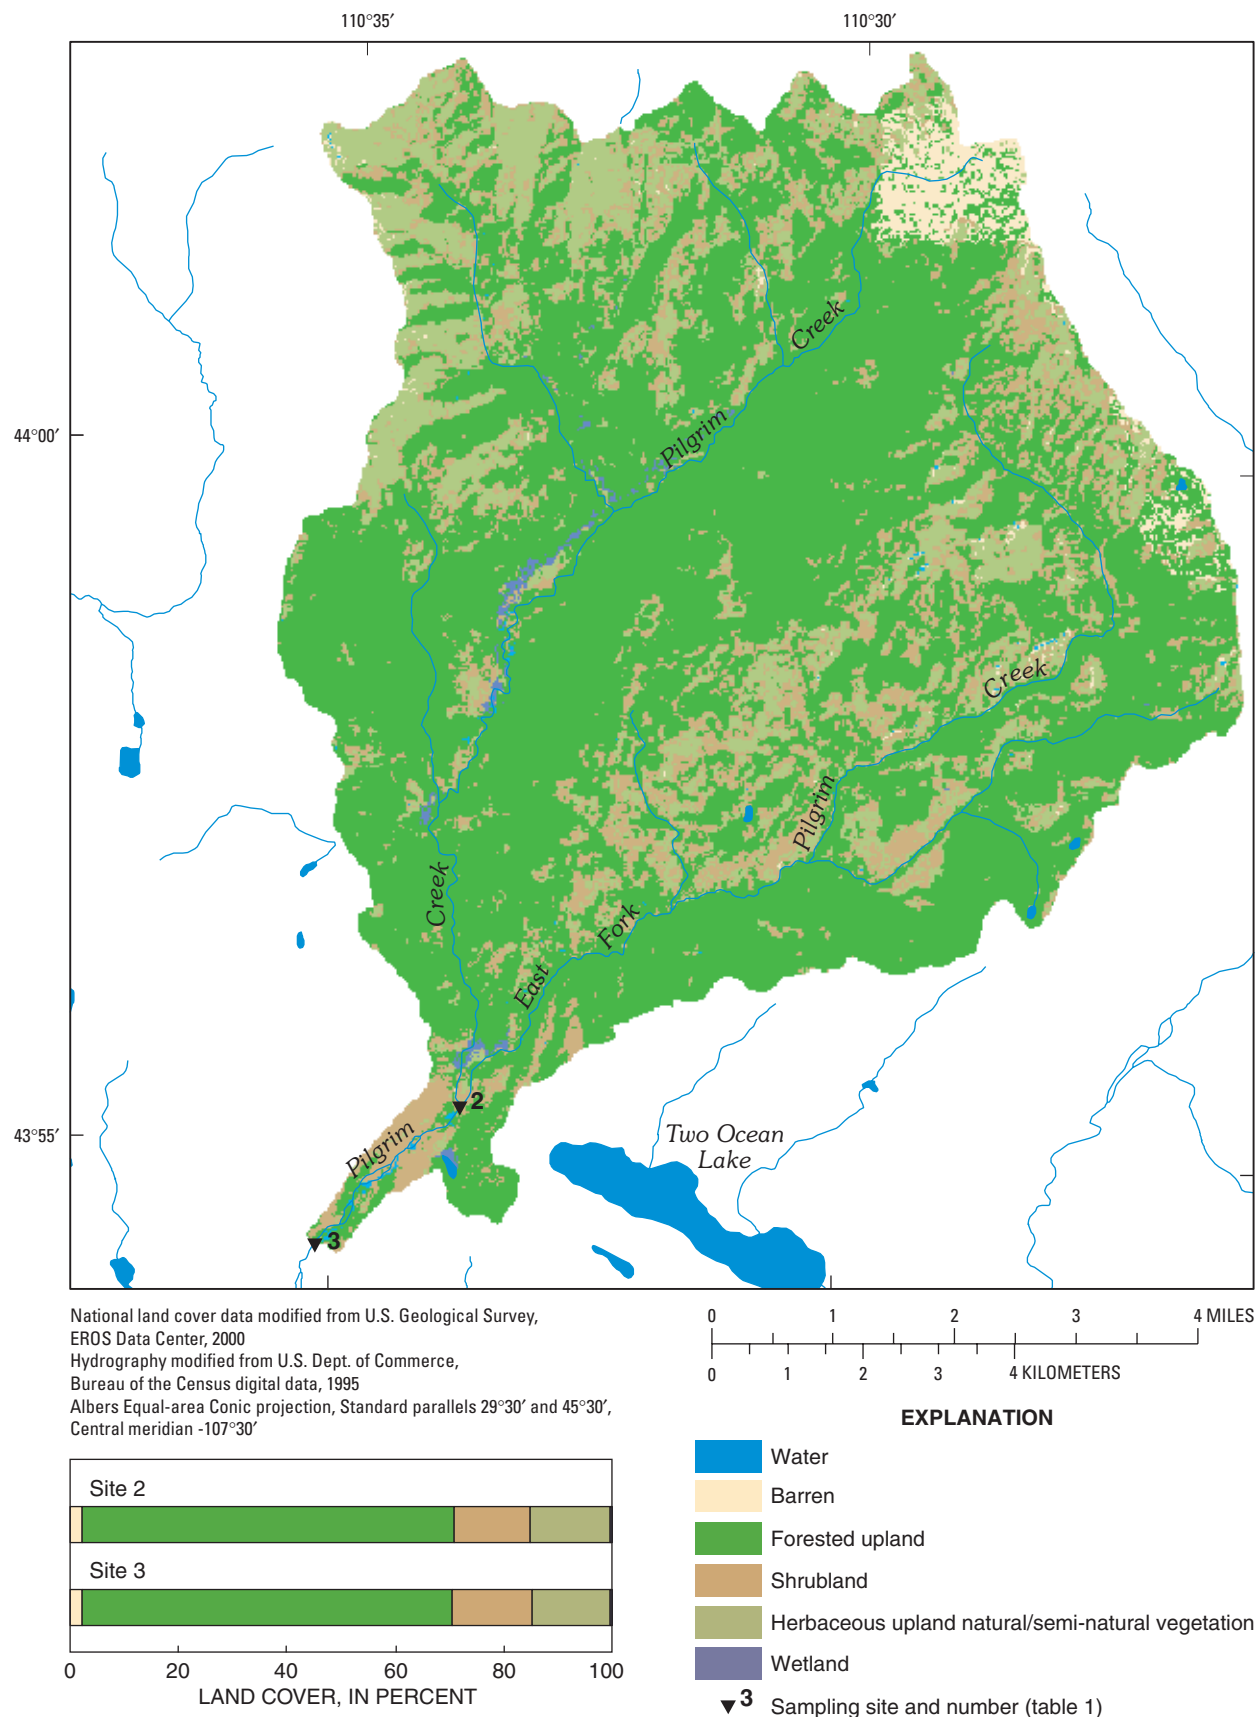 110°35′
110°30′
44°00′
43°55′
Creek
Pilgrim
Creek
Pilgrim
Creek
Fork
East
2
Pilgrim
3
Two Ocean
Lake
National land cover data modified from U.S. Geological Survey,
EROS Data Center, 2000
Hydrography modified from U.S. Dept. of Commerce,
Bureau of the Census digital data, 1995
Albers Equal-area Conic projection, Standard parallels 29°30′ and 45°30′,
Central meridian -107°30′
0 1 2 3 4 MILES
0 1 2 3 4 KILOMETERS
EXPLANATION
Water
Barren
Forested upland
Shrubland
Herbaceous upland natural/semi-natural vegetation
Wetland
3 Sampling site and number (table 1)
Site 2
Site 3
0 20 40 60 80 100
LAND COVER, IN PERCENT